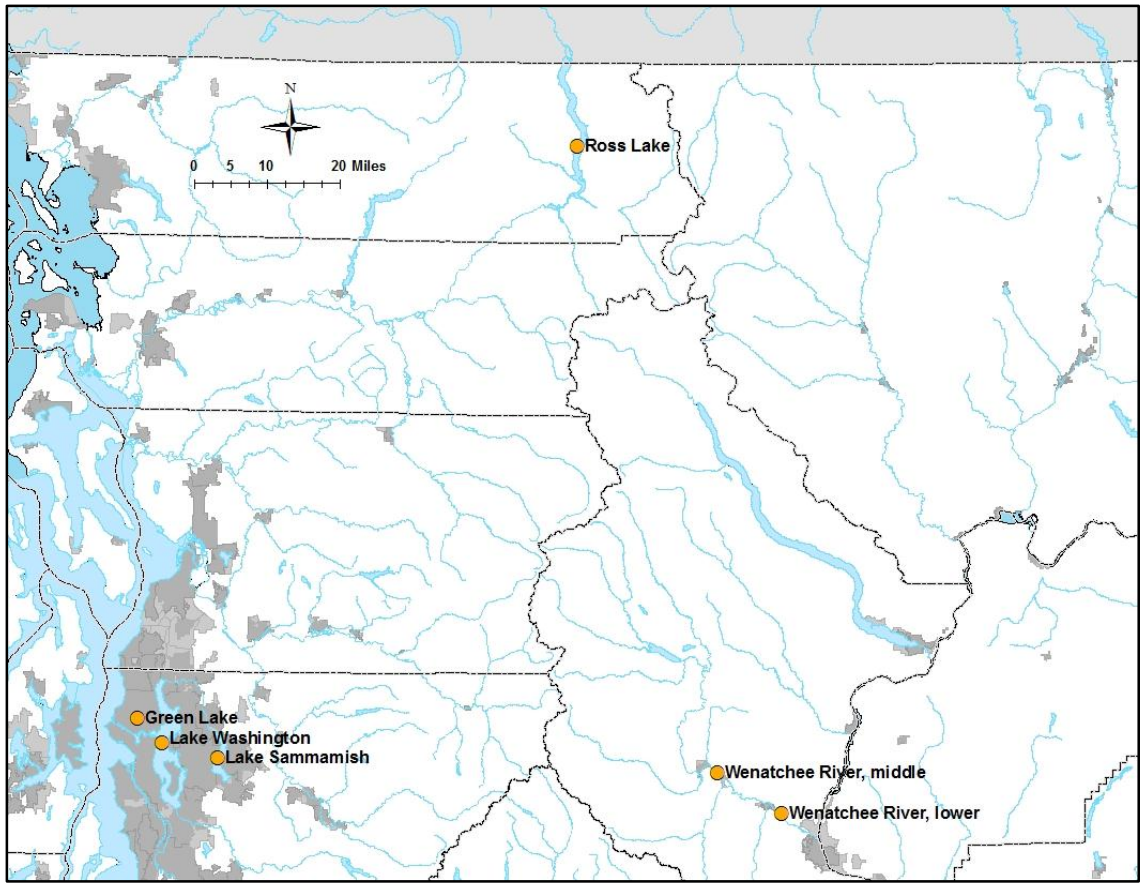 N
0 5 10 20 Miles
Ross Lake
Green Lake
Lake Washington
Lake Sammamish
Wenatchee River, middle
Wenatchee River, lower